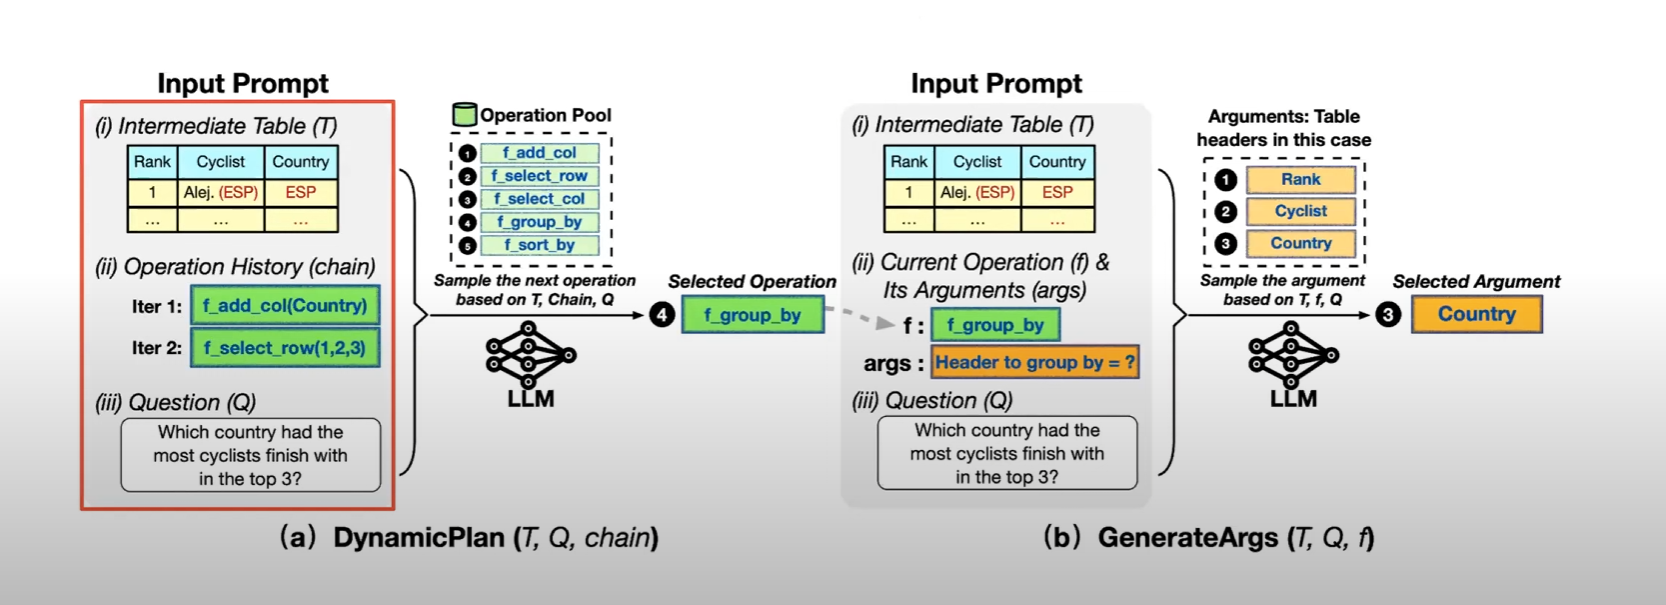 Input Prompt
(i) Intermediate Table (T)
Rank Cyclist Country
1 Alej. (ESP) ESP
... ... ...
(ii) Operation History (chain)
Iter 1: f_add_col(Country)
Iter 2: f_select_row(1,2,3)
(iii) Question (Q)
Which country had the
most cyclists finish with
in the top 3?
Operation Pool
1 f_add_col
2 f_select_row
3 f_select_col
4 f_group_by
5 f_sort_by
Sample the next operation
based on T, Chain, Q
LLM
Selected Operation
4 f_group_by
(a) DynamicPlan (T, Q, chain)
Input Prompt
(i) Intermediate Table (T)
Rank Cyclist Country
1 Alej. (ESP) ESP
... ... ...
(ii) Current Operation (f) &
Its Arguments (args)
f : f_group_by
args : Header to group by = ?
(iii) Question (Q)
Which country had the
most cyclists finish with
in the top 3?
Arguments: Table
headers in this case
1 Rank
2 Cyclist
3 Country
Sample the argument
based on T, f, Q
LLM
Selected Argument
3 Country
(b) GenerateArgs (T, Q, f)